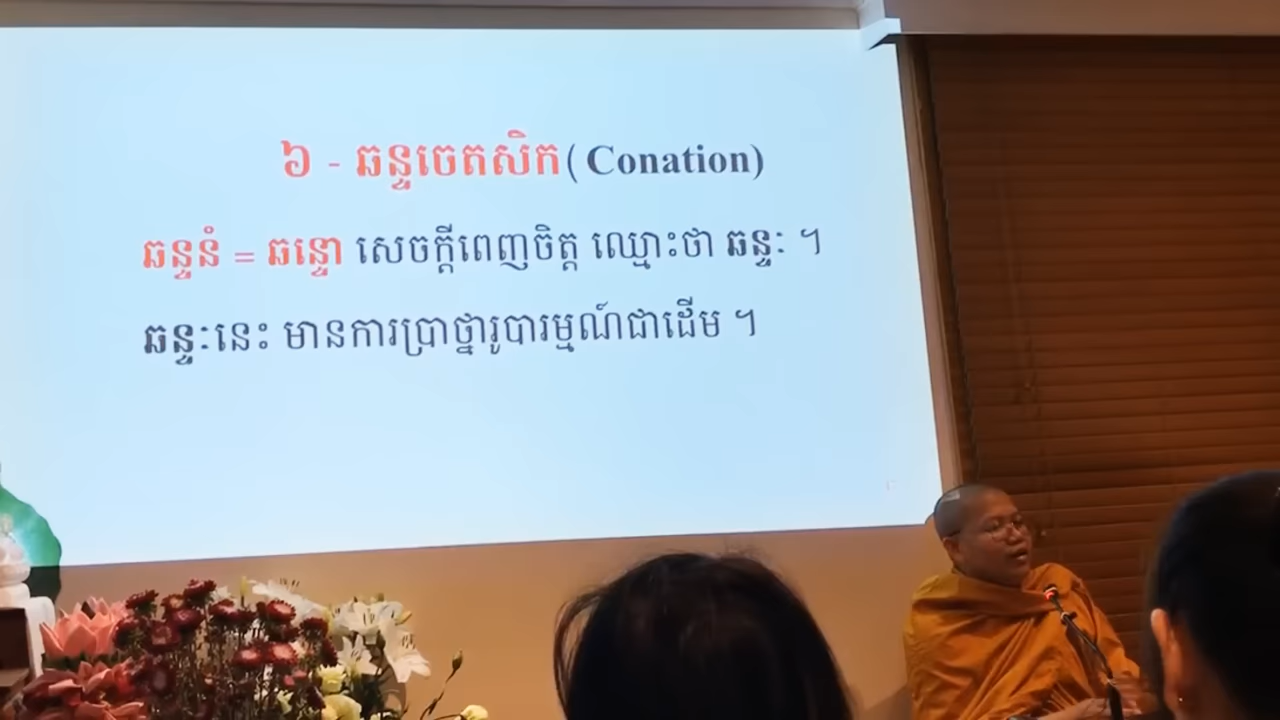 ៦ - ឆន្ទចេតសិក(Conation)
ឆន្ទនំ = ឆន្ទោ សេចក្ដីពេញចិត្ត ឈ្មោះថា ឆន្ទៈ ។
ឆន្ទៈនេះ មានការប្រាថ្នារូបារម្មណ៍ជាដើម ។